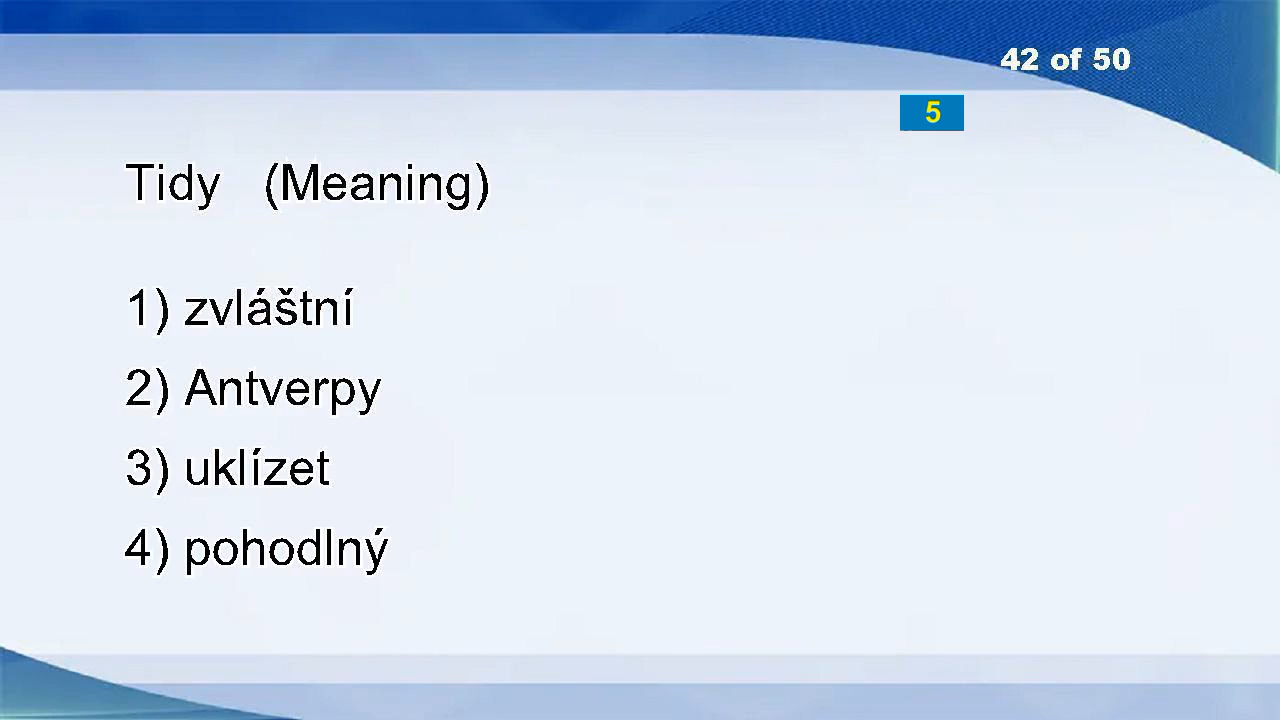 42 of 50
5
Tidy (Meaning)
1) zvláštní
2) Antverpy
3) uklízet
4) pohodlný